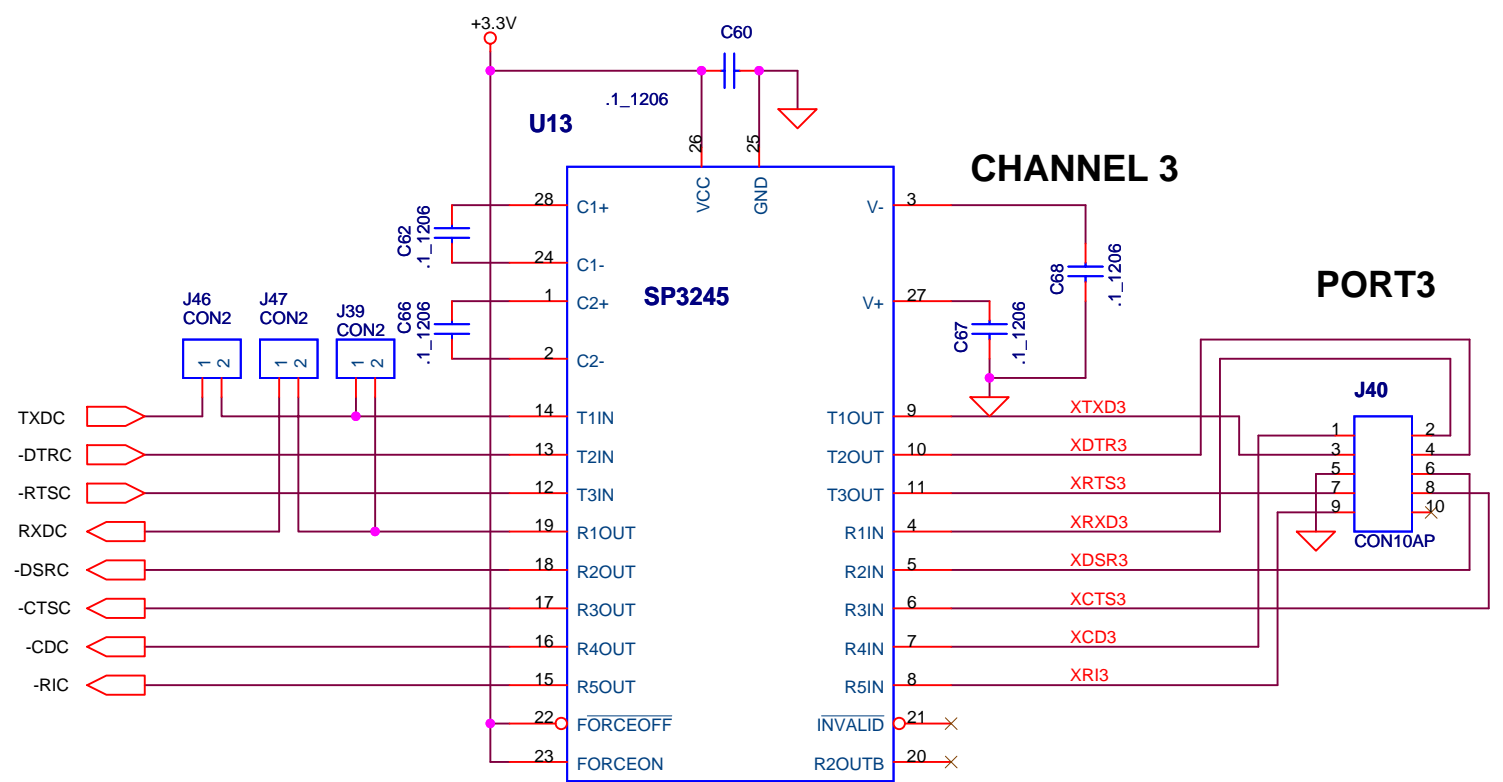 +3.3V
C60
.1_1206
U13
CHANNEL 3
26
25
VCC
GND
28
C1+
V-
3
C62
.1_1206
24
C1-
SP3245
C68
.1_1206
PORT3
J46
CON2
J47
CON2
J39
CON2
C66
.1_1206
1
C2+
V+
27
C67
.1_1206
1
2
1
2
1
2
2
C2-
J40
TXDC
14
T1IN
T1OUT
9
XTXD3
1
2
-DTRC
13
T2IN
T2OUT
10
XDTR3
3
4
5
6
-RTSC
12
T3IN
T3OUT
11
XRTS3
7
8
9
10
RXDC
19
R1OUT
R1IN
4
XRXD3
CON10AP
-DSRC
18
R2OUT
R2IN
5
XDSR3
-CTSC
17
R3OUT
R3IN
6
XCTS3
-CDC
16
R4OUT
R4IN
7
XCD3
-RIC
15
R5OUT
R5IN
8
XRI3
22
FORCEOFF
INVALID
21
23
FORCEON
R2OUTB
20